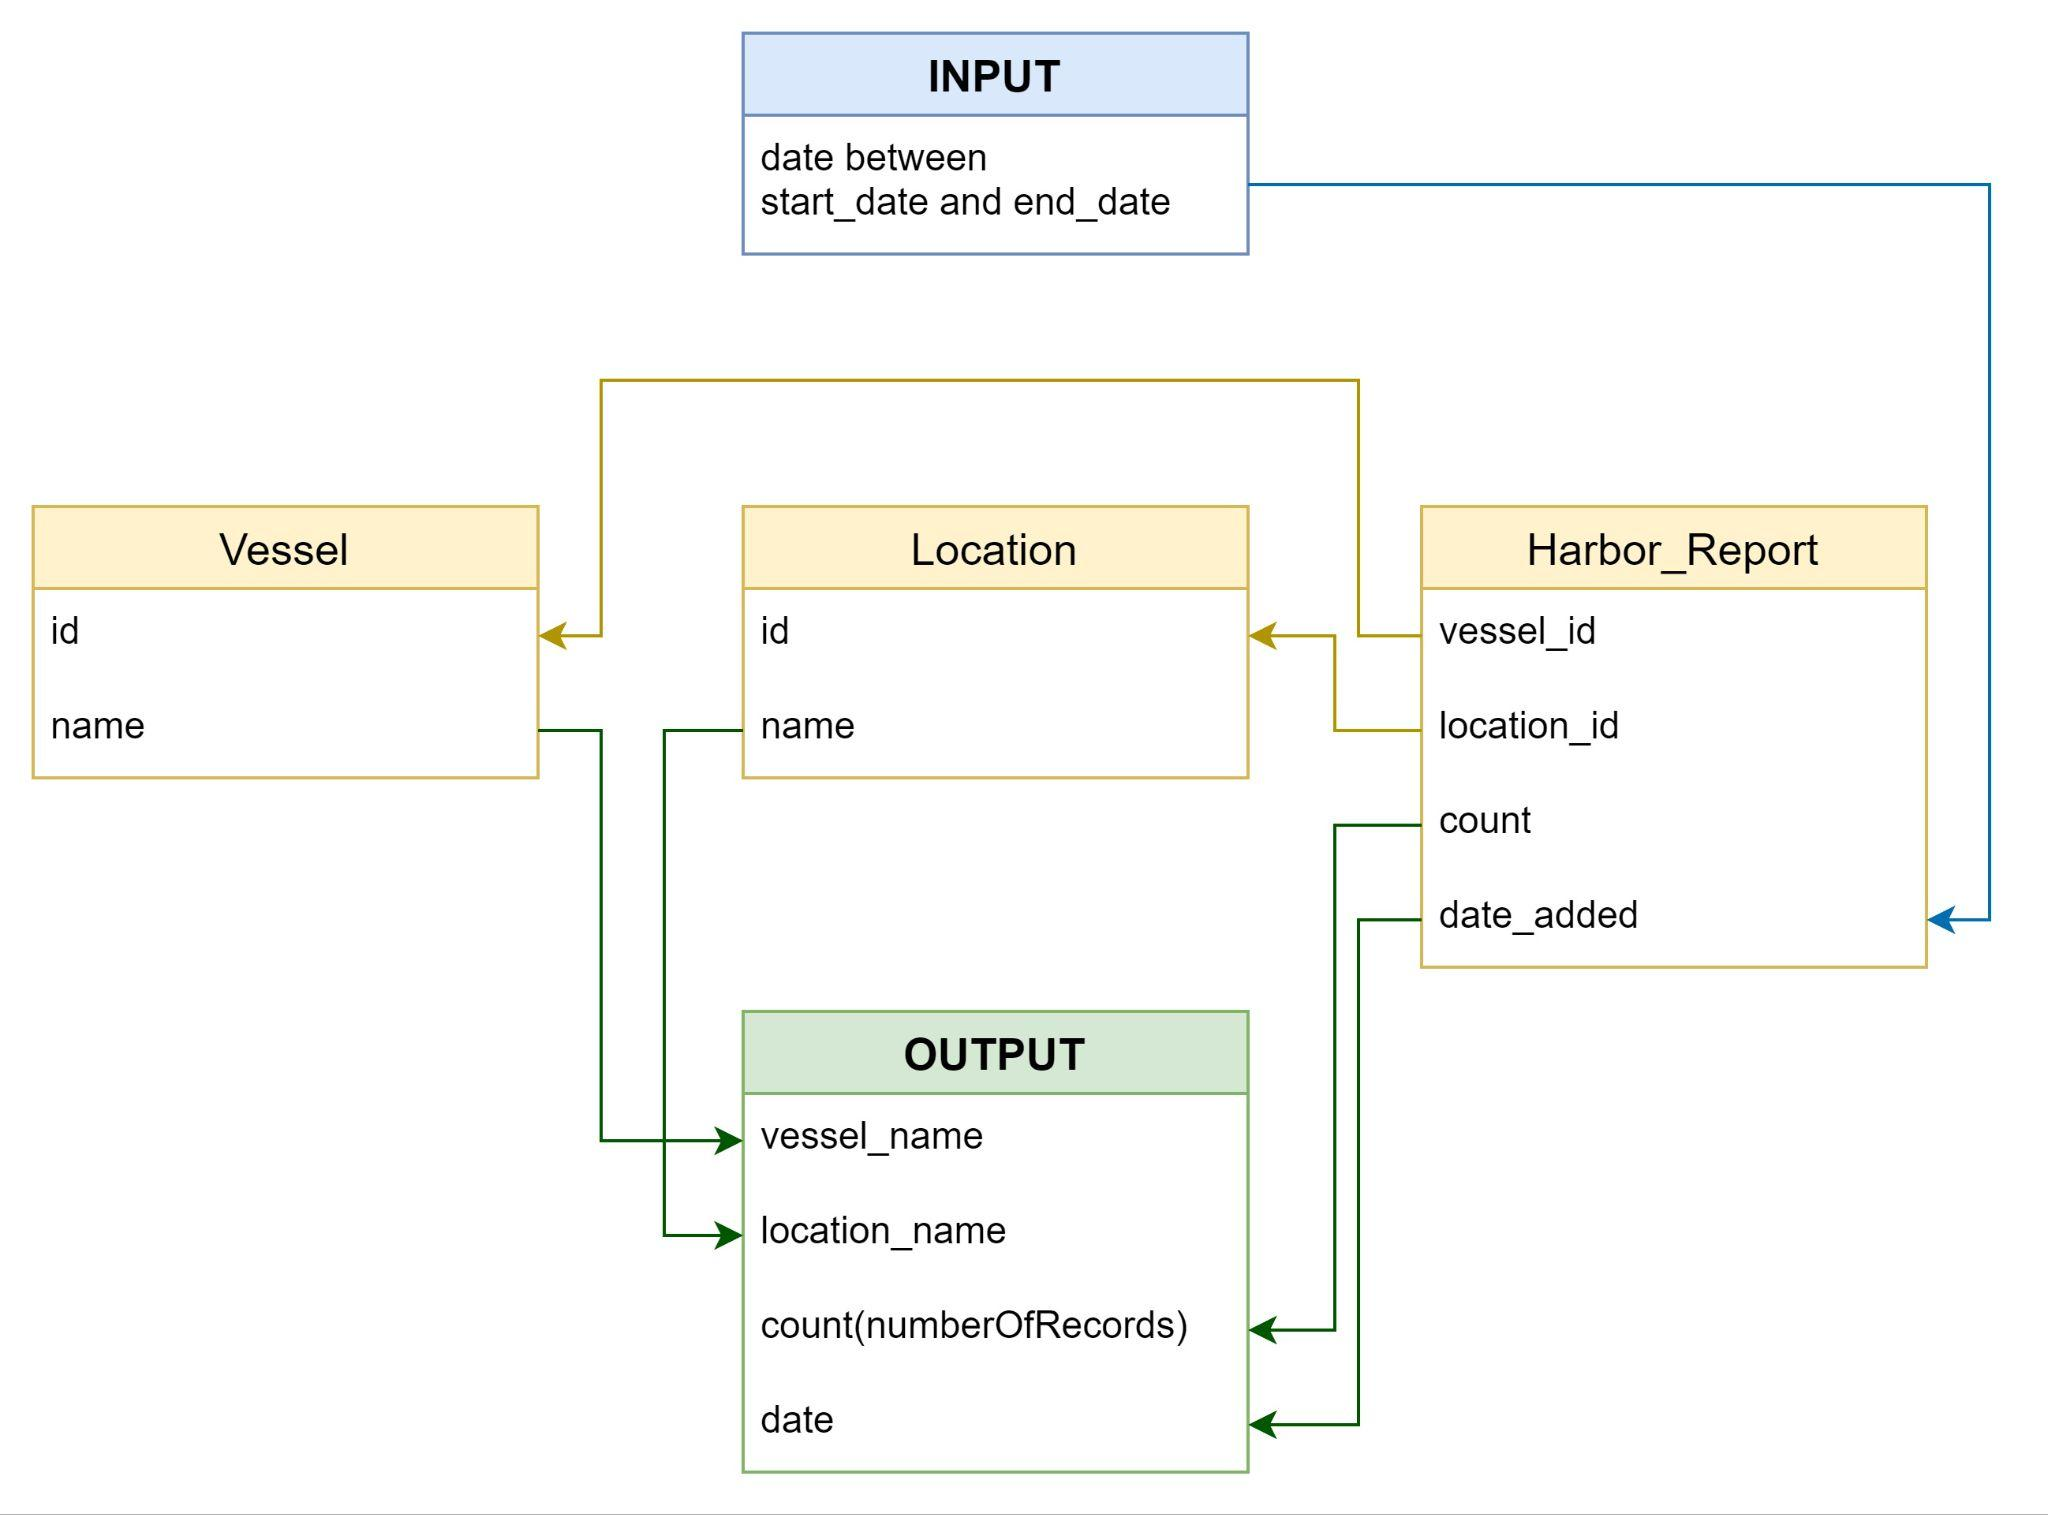 INPUT
date between
start_date and end_date
Vessel
id
name
Location
id
name
Harbor_Report
vessel_id
location_id
count
date_added
OUTPUT
vessel_name
location_name
count(numberOfRecords)
date